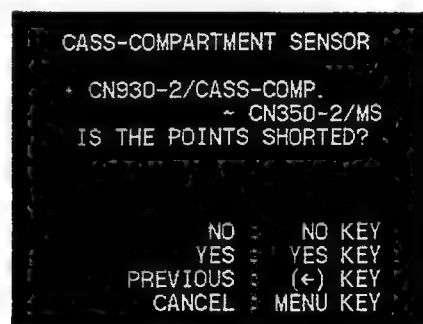 CASS-COMPARTMENT SENSOR
* CN930-2/CASS-COMP.
~ CN350-2/MS
IS THE POINTS SHORTED?
NO : NO KEY
YES : YES KEY
PREVIOUS : (←) KEY
CANCEL : MENU KEY